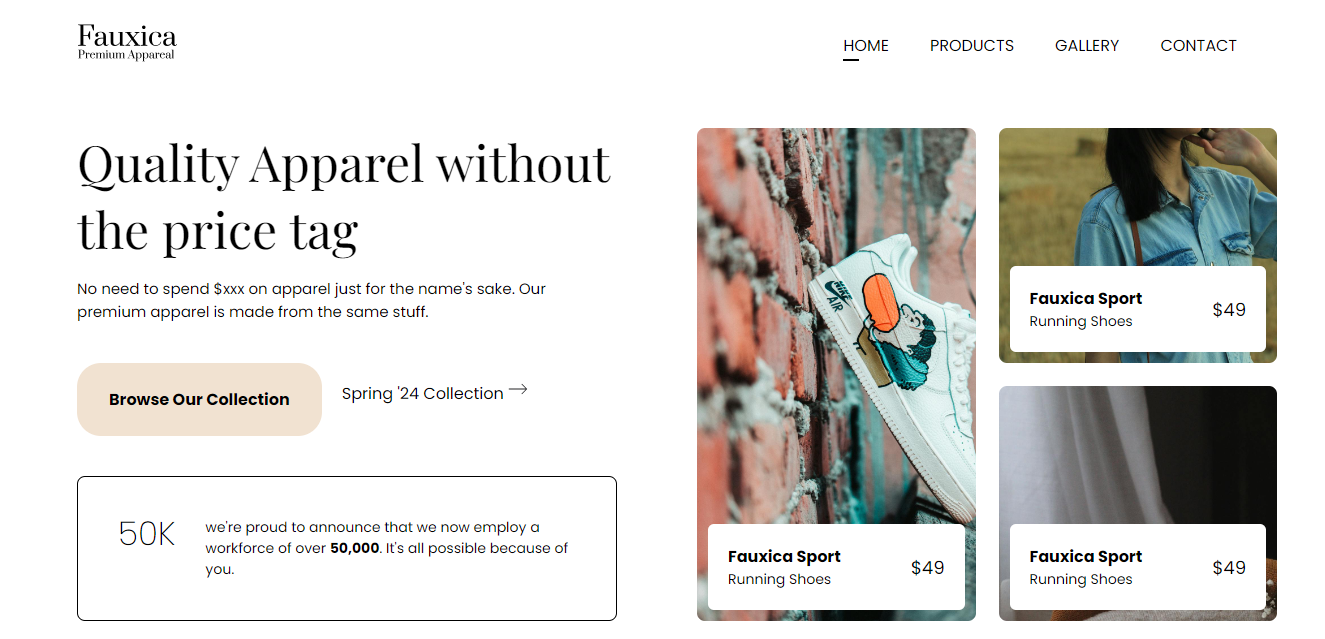 Fauxica
Premium Appareal
HOME PRODUCTS GALLERY CONTACT
Quality Apparel without
the price tag
No need to spend $xxx on apparel just for the name's sake. Our
premium apparel is made from the same stuff.
Browse Our Collection
Spring '24 Collection
50K
we're proud to announce that we now employ a
workforce of over 50,000. It's all possible because of
you.
NIKE
AIR
Fauxica Sport
Running Shoes
$49
Fauxica Sport
Running Shoes
$49
Fauxica Sport
Running Shoes
$49